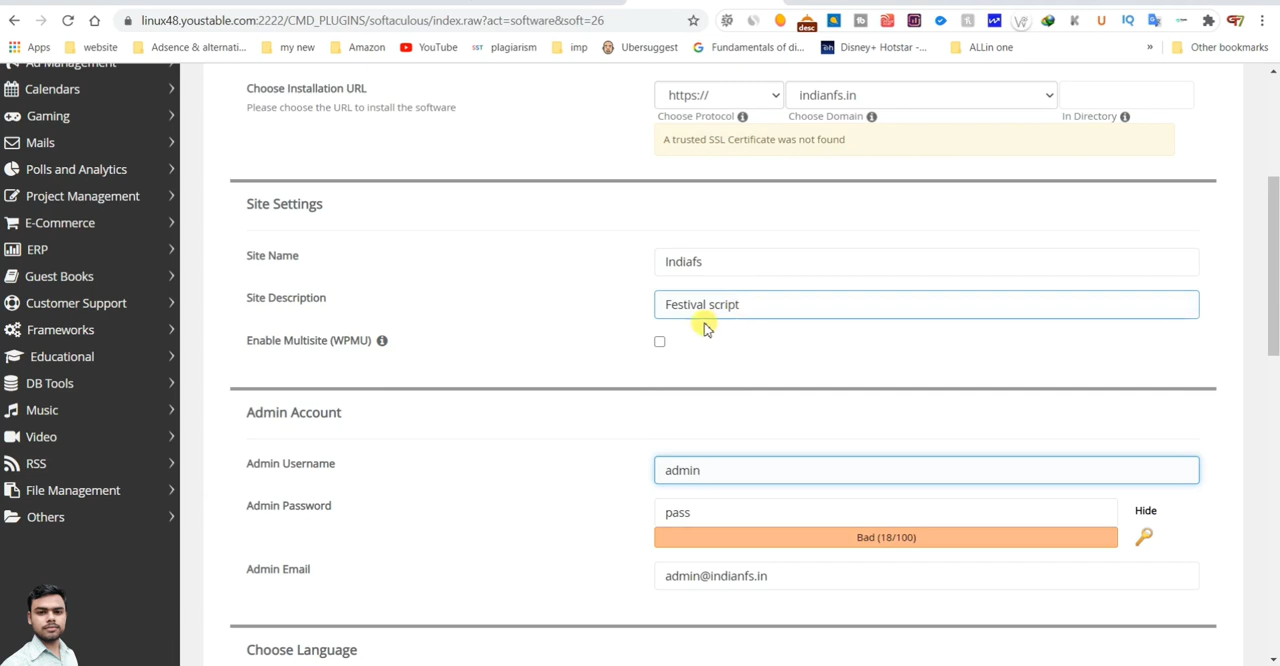 linux48.youstable.com:2222/CMD_PLUGINS/softaculous/index.raw?act=software&soft=26
desc
Apps website Adsence & alternati... my new Amazon YouTube SST plagiarism imp Ubersuggest Fundamentals of di... Disney+ Hotstar -... ALLin one » Other bookmarks
Ad Management
Calendars
Gaming
Mails
Polls and Analytics
Project Management
E-Commerce
ERP
Guest Books
Customer Support
Frameworks
Educational
DB Tools
Music
Video
RSS
File Management
Others
Choose Installation URL
Please choose the URL to install the software
https:// indianfs.in
Choose Protocol Choose Domain In Directory
A trusted SSL Certificate was not found
Site Settings
Site Name Indiafs
Site Description Festival script
Enable Multisite (WPMU)
Admin Account
Admin Username admin
Admin Password pass Hide
Bad (18/100)
Admin Email admin@indianfs.in
Choose Language